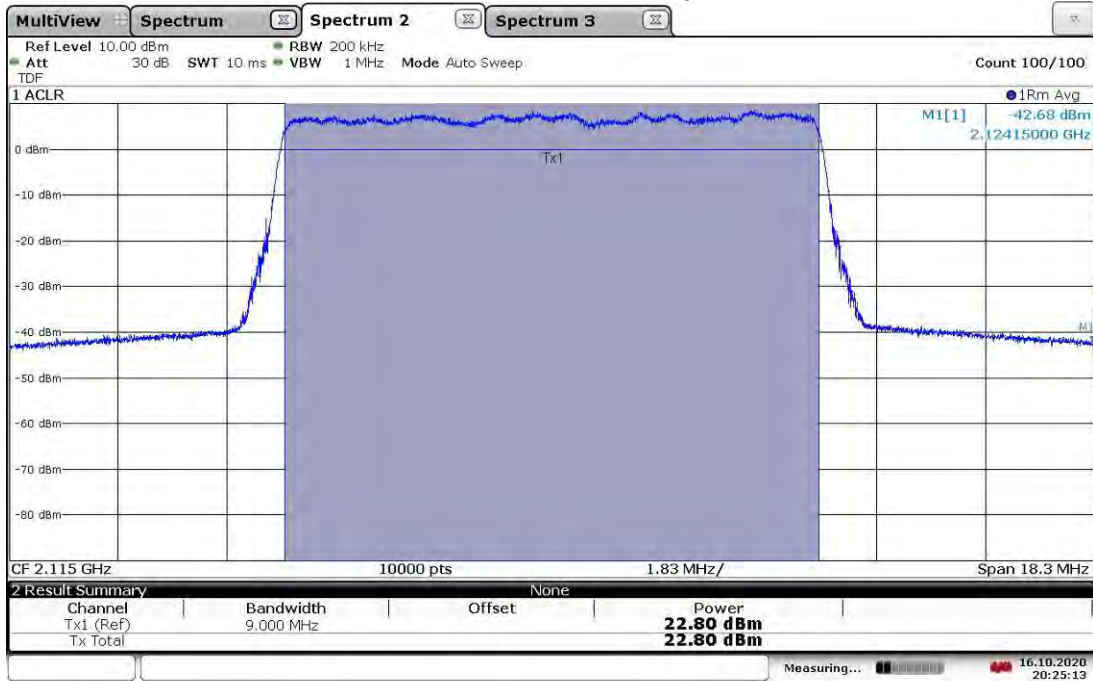 MultiView Spectrum Spectrum 2 Spectrum 3
Ref Level 10.00 dBm RBW 200 kHz
Att 30 dB SWT 10 ms VBW 1 MHz Mode Auto Sweep Count 100/100
TDF
1 ACLR 1Rm Avg
M1[1] -42.68 dBm
2.12415000 GHz
0 dBm
Tx1
-10 dBm
-20 dBm
-30 dBm
-40 dBm
M1
-50 dBm
-60 dBm
-70 dBm
-80 dBm
CF 2.115 GHz 10000 pts 1.83 MHz/ Span 18.3 MHz
2 Result Summary None
Channel Bandwidth Offset Power
Tx1 (Ref) 9.000 MHz 22.80 dBm
Tx Total 22.80 dBm
Measuring... 16.10.2020
20:25:13